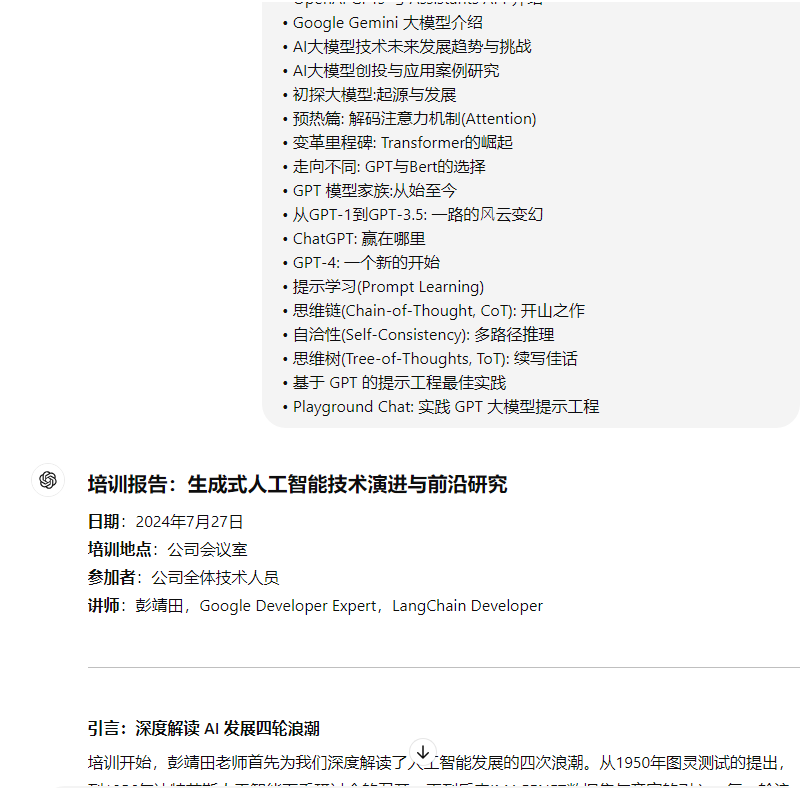 • Google Gemini 大模型介绍
• AI大模型技术未来发展趋势与挑战
• AI大模型创投与应用案例研究
• 初探大模型:起源与发展
• 预热篇: 解码注意力机制(Attention)
• 变革里程碑: Transformer的崛起
• 走向不同: GPT与Bert的选择
• GPT 模型家族:从始至今
• 从GPT-1到GPT-3.5: 一路的风云变幻
• ChatGPT: 赢在哪里
• GPT-4: 一个新的开始
• 提示学习(Prompt Learning)
• 思维链(Chain-of-Thought, CoT): 开山之作
• 自洽性(Self-Consistency): 多路径推理
• 思维树(Tree-of-Thoughts, ToT): 续写佳话
• 基于 GPT 的提示工程最佳实践
• Playground Chat: 实践 GPT 大模型提示工程
培训报告：生成式人工智能技术演进与前沿研究
日期：2024年7月27日
培训地点：公司会议室
参加者：公司全体技术人员
讲师：彭靖田，Google Developer Expert，LangChain Developer
引言：深度解读 AI 发展四轮浪潮
培训开始，彭靖田老师首先为我们深度解读了人工智能发展的四次浪潮。从1950年图灵测试的提出，